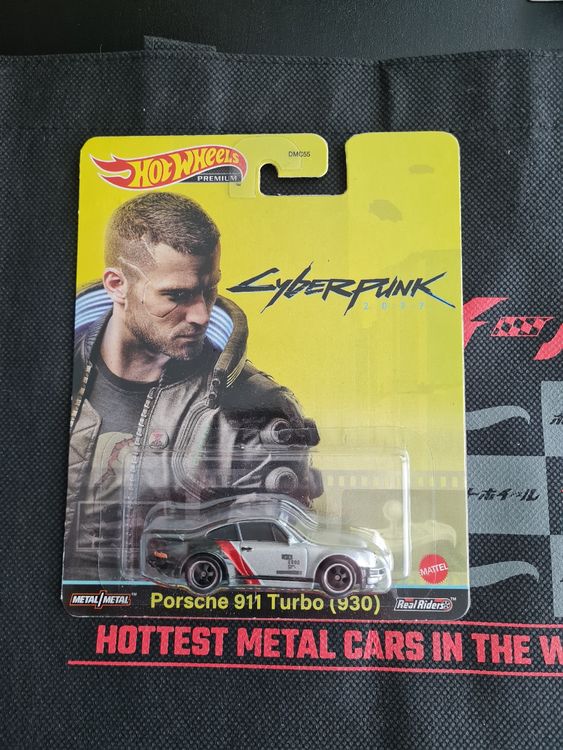 HOT WHEELS
PREMIUM
DMC55
CYBERPUNK
2077
MATTEL
METAL/METAL™
Porsche 911 Turbo (930)
Real Riders
HOTTEST METAL CARS IN THE W